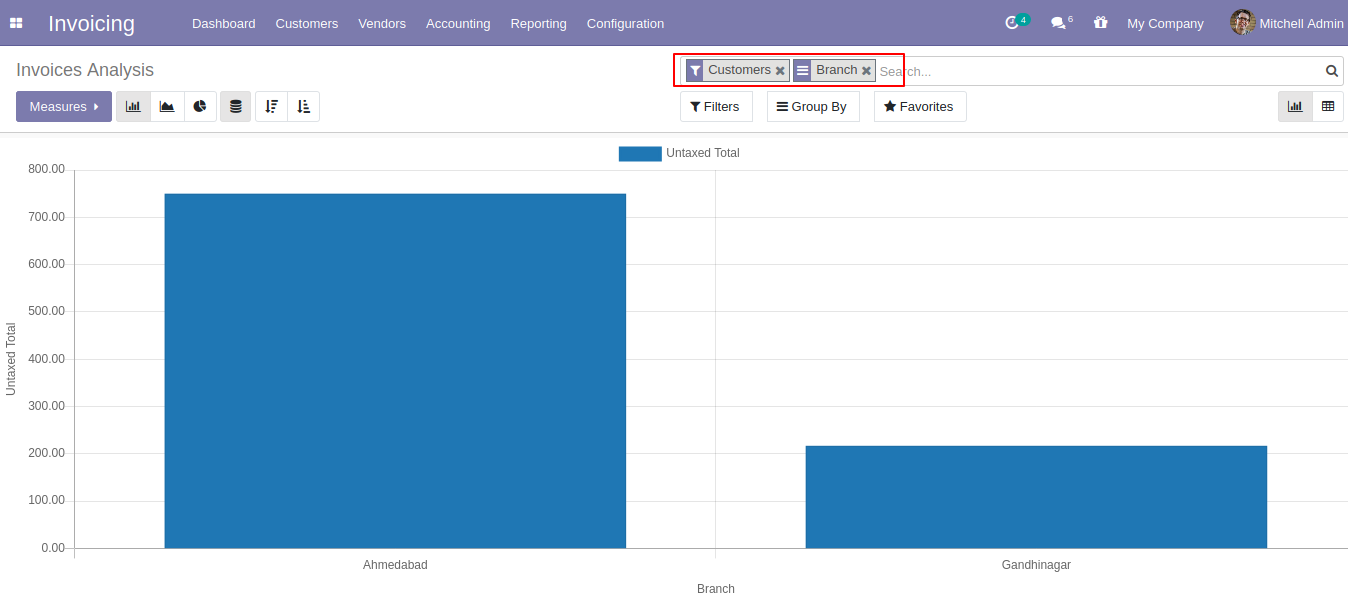 Invoicing Dashboard Customers Vendors Accounting Reporting Configuration 4 6 My Company Mitchell Admin
Invoices Analysis Customers Branch Search...
Measures Filters Group By Favorites
Untaxed Total
800.00
700.00
600.00
500.00
400.00
300.00
200.00
100.00
0.00
Untaxed Total
Ahmedabad Gandhinagar
Branch